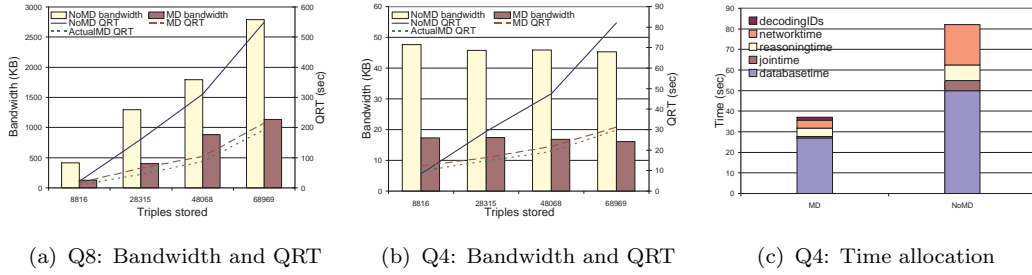 NoMD bandwidth
MD bandwidth
NoMD QRT
MD QRT
ActualMD QRT
Bandwidth (KB)
3000
2500
2000
1500
1000
500
0
600
500
400
300
200
100
0
QRT (sec)
8816
28315
48068
68969
Triples stored
(a) Q8: Bandwidth and QRT
NoMD bandwidth
MD bandwidth
NoMD QRT
MD QRT
ActualMD QRT
Bandwidth (KB)
60
50
40
30
20
10
0
90
80
70
60
50
40
30
20
10
0
QRT (sec)
8816
28315
48068
68969
Triples stored
(b) Q4: Bandwidth and QRT
decodingIDs
networktime
reasoningtime
jointime
databasetime
Time (sec)
90
80
70
60
50
40
30
20
10
0
MD
NoMD
(c) Q4: Time allocation